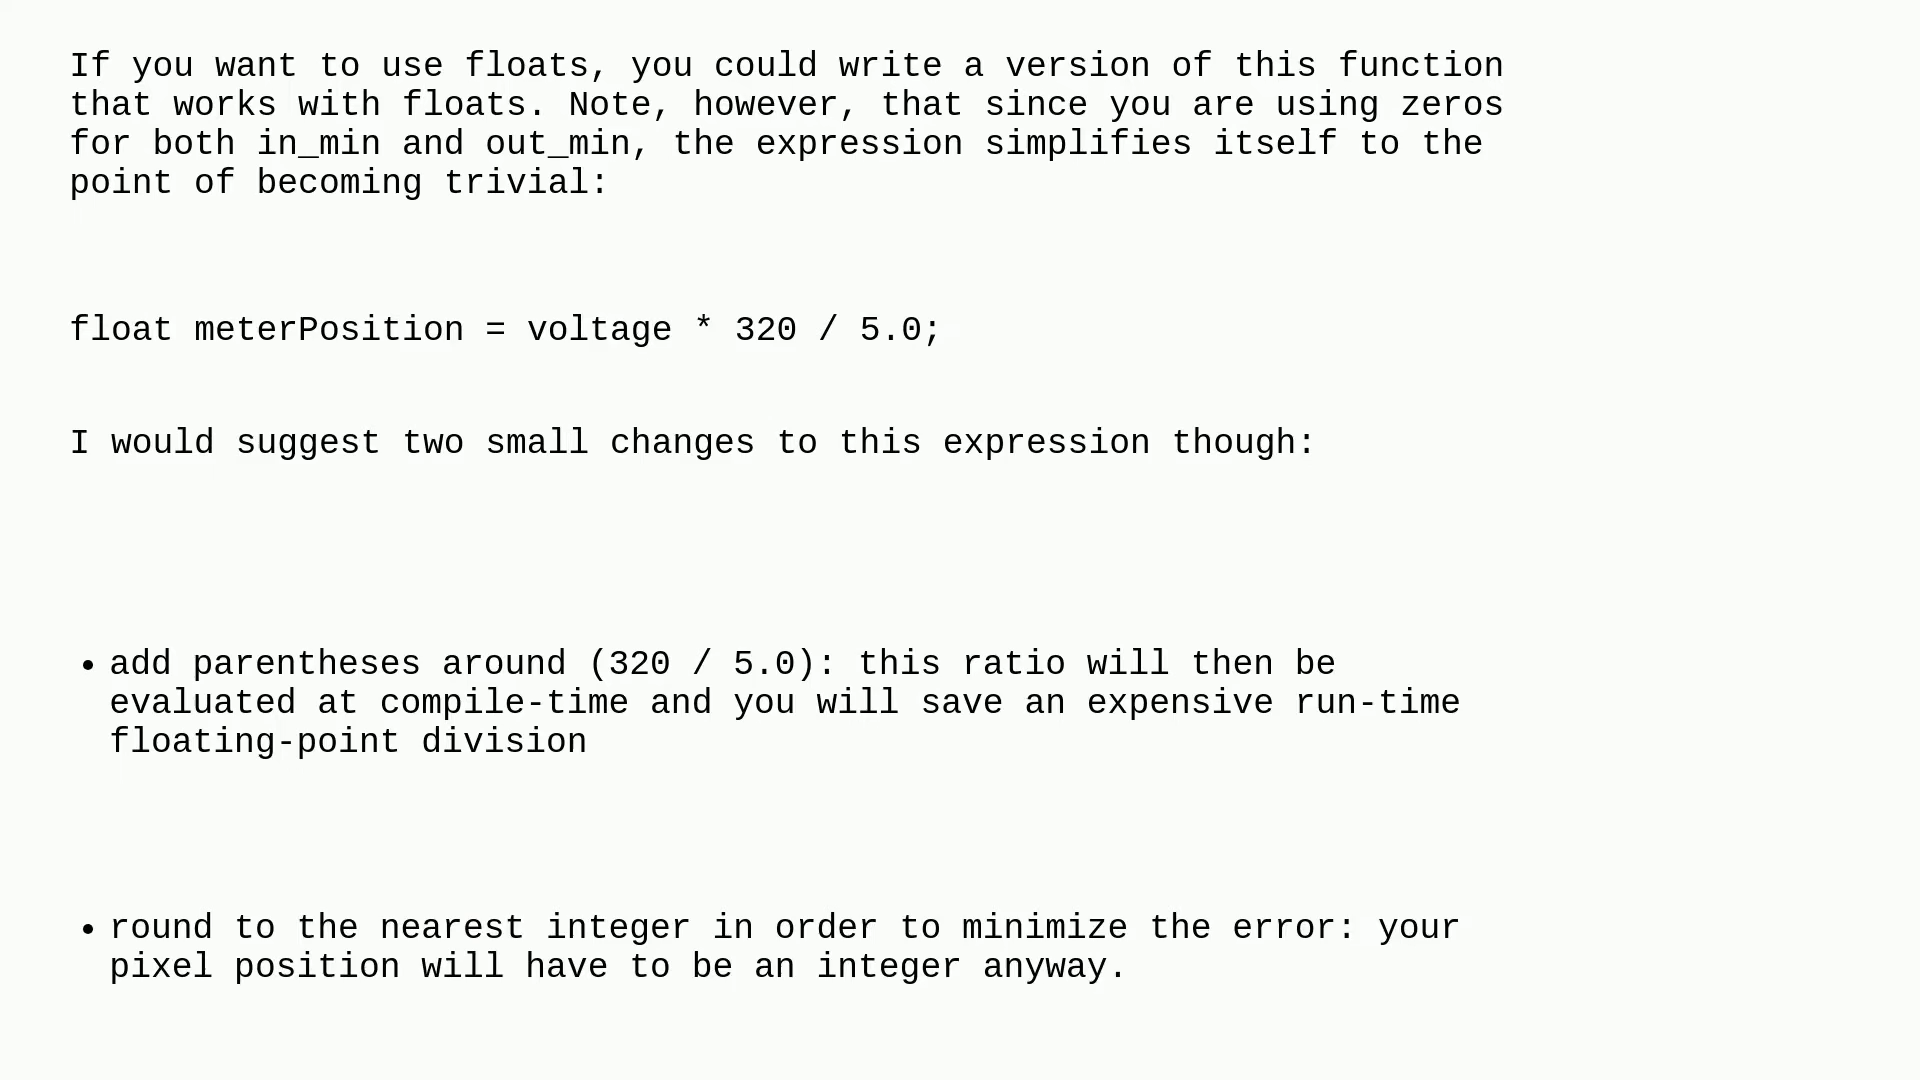 If you want to use floats, you could write a version of this function
that works with floats. Note, however, that since you are using zeros
for both in_min and out_min, the expression simplifies itself to the
point of becoming trivial:
float meterPosition = voltage * 320 / 5.0;
I would suggest two small changes to this expression though:
• add parentheses around (320 / 5.0): this ratio will then be
evaluated at compile-time and you will save an expensive run-time
floating-point division
• round to the nearest integer in order to minimize the error: your
pixel position will have to be an integer anyway.